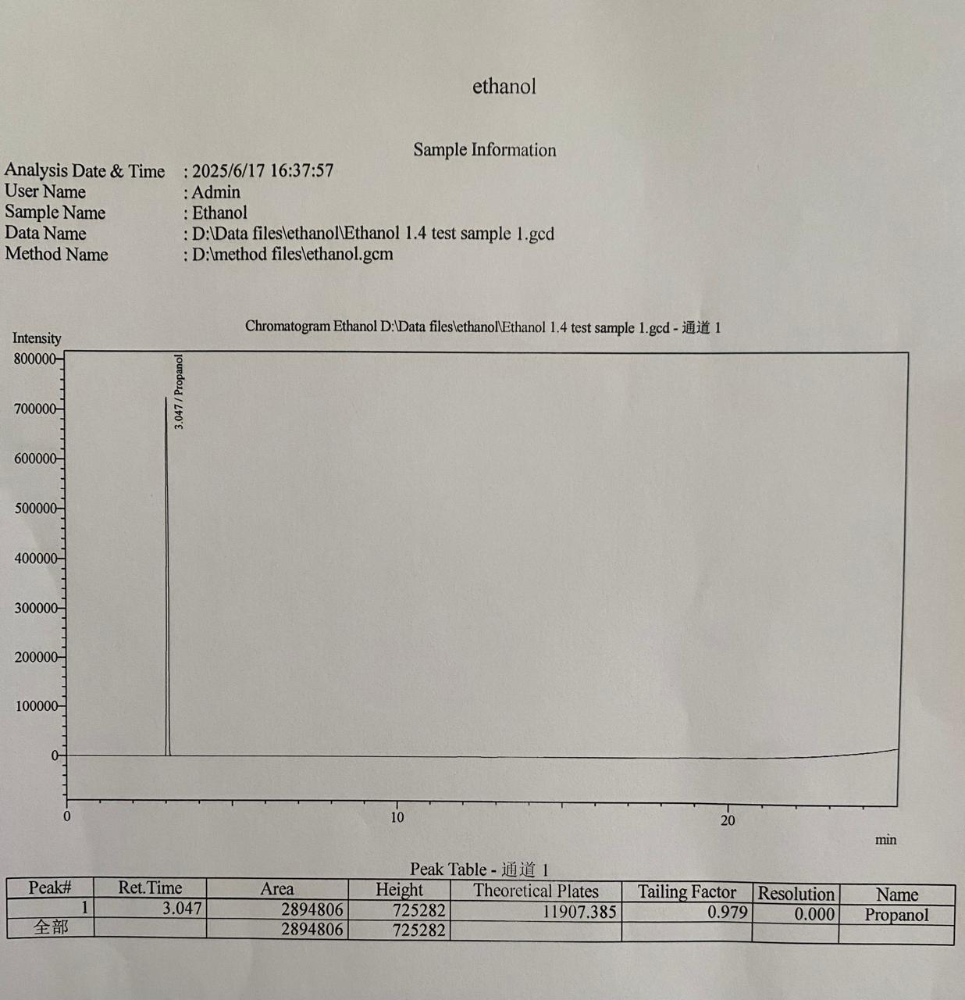 ethanol
Sample Information
Analysis Date & Time : 2025/6/17 16:37:57
User Name : Admin
Sample Name : Ethanol
Data Name : D:\Data files\ethanol\Ethanol 1.4 test sample 1.gcd
Method Name : D:\method files\ethanol.gcm
Chromatogram Ethanol D:\Data files\ethanol\Ethanol 1.4 test sample 1.gcd - 通道 1
Intensity
800000
3.047 / Propanol
700000
600000
500000
400000
300000
200000
100000
0
0 10 20
min
Peak Table - 通道 1
Peak# Ret.Time Area Height Theoretical Plates Tailing Factor Resolution Name
1 3.047 2894806 725282 11907.385 0.979 0.000 Propanol
全部 2894806 725282